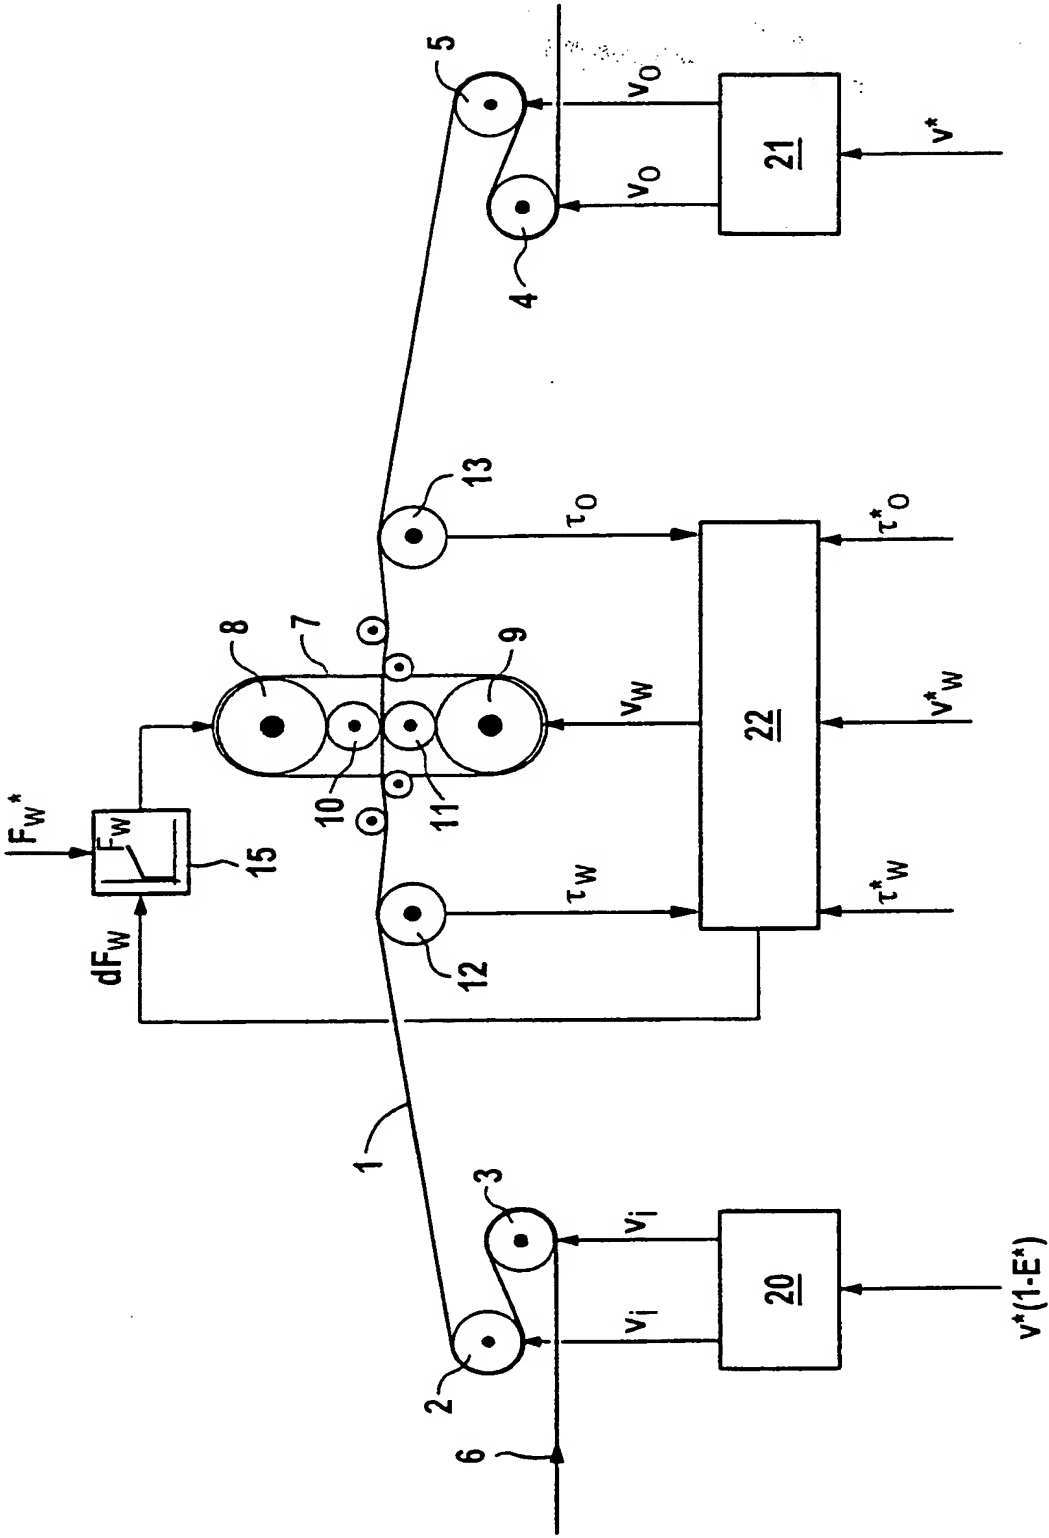 F_W*
F_W
15
dF_W
8
7
10
11
9
12
13
1
2
3
4
5
6
τ_W
v_W
τ_O
22
τ*_W
v*_W
τ*_O
v_i
v_i
20
v*(1-E*)
v_O
v_O
21
v*